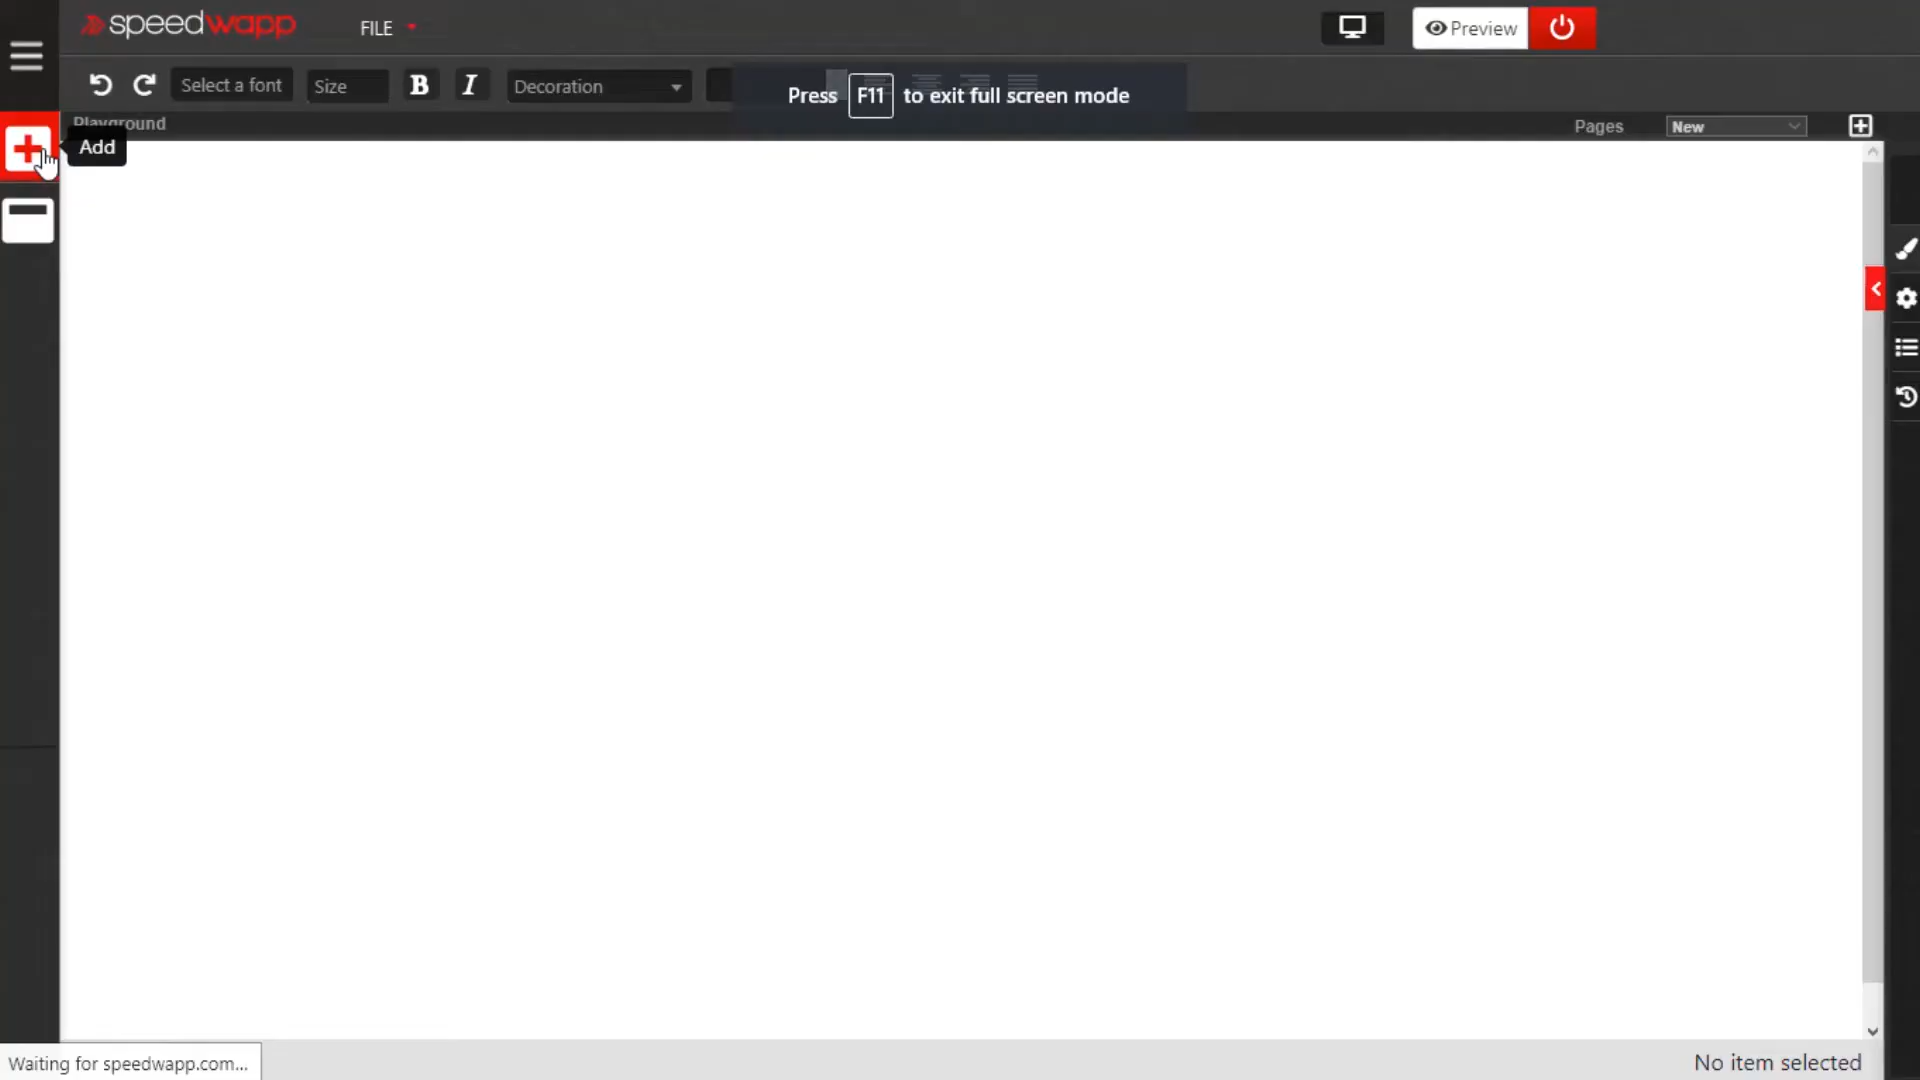 speedwapp
FILE
Preview
Select a font
Size
B
I
Decoration
Press F11 to exit full screen mode
Playground
Pages
New
Add
Waiting for speedwapp.com...
No item selected